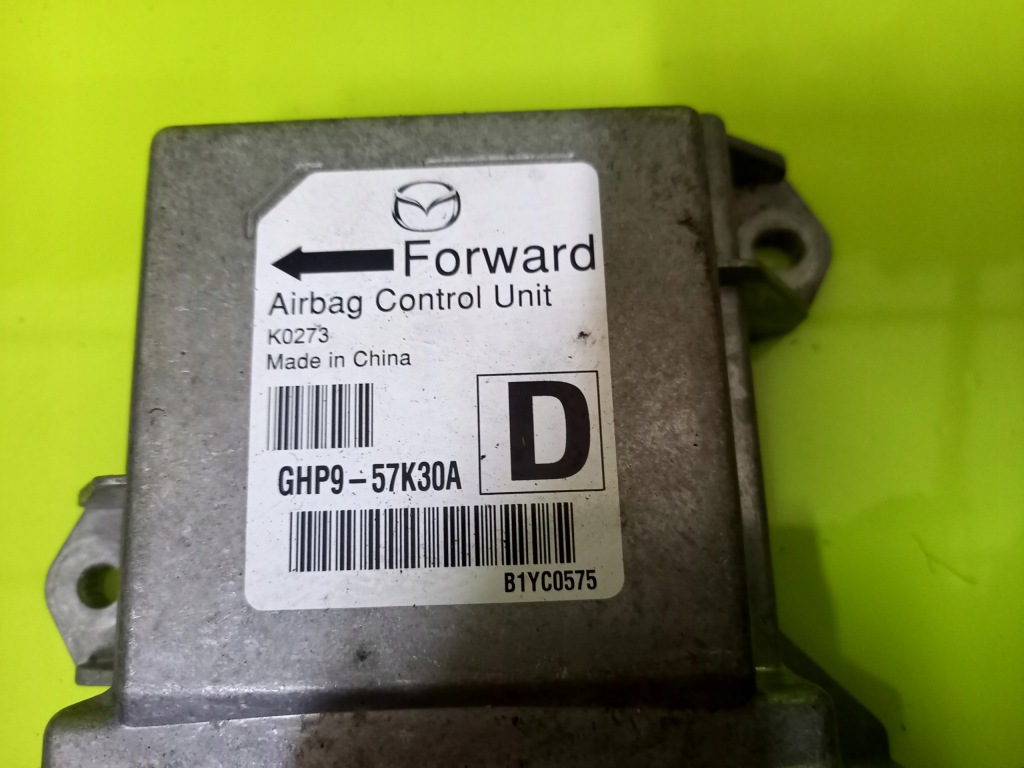 Forward
Airbag Control Unit
K0273
Made in China
D
GHP9-57K30A
B1YC0575